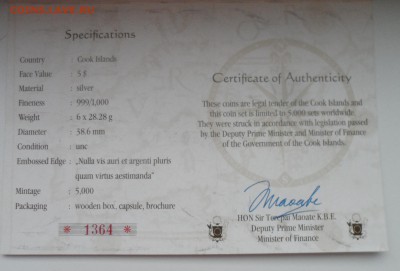 Specifications
Country : Cook Islands
Face Value : 5 $
Material : silver
Fineness : 999/1,000
Weight : 6 x 28.28 g
Diameter : 38.6 mm
Condition : unc
Embossed Edge : „Nulla vis auri et argenti pluris
quam virtus aestimanda"
Mintage : 5,000
Packaging : wooden box, capsule, brochure
* 1364 *
Certificate of Authenticity
These coins are legal tender of the Cook Islands and
this coin set is limited to 5.000 sets worldwide.
They were struck in accordance with legislation passed
by the Deputy Prime Minister and Minister of Finance
of the Government of the Cook Islands.
Maoate
HON Sir Terepai Maoate K.B.E.
Deputy Prime Minister
Minister of Finance